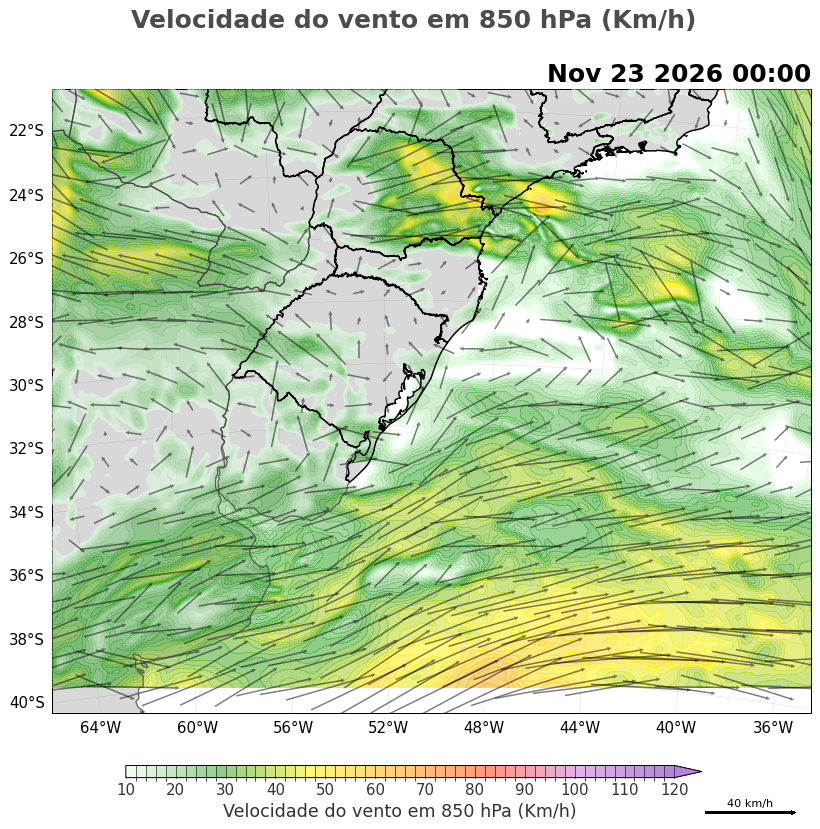 Velocidade do vento em 850 hPa (Km/h)
Nov 23 2026 00:00
22°S
24°S
26°S
28°S
30°S
32°S
34°S
36°S
38°S
40°S
64°W 60°W 56°W 52°W 48°W 44°W 40°W 36°W
10 20 30 40 50 60 70 80 90 100 110 120
Velocidade do vento em 850 hPa (Km/h)
40 km/h